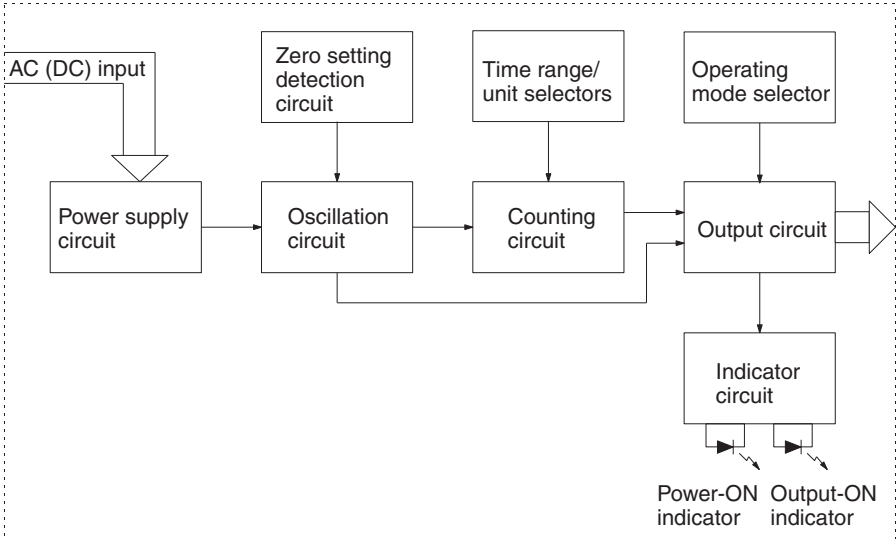 AC (DC) input
Zero setting
detection
circuit
Time range/
unit selectors
Operating
mode selector
Power supply
circuit
Oscillation
circuit
Counting
circuit
Output circuit
Indicator
circuit
Power-ON
indicator
Output-ON
indicator